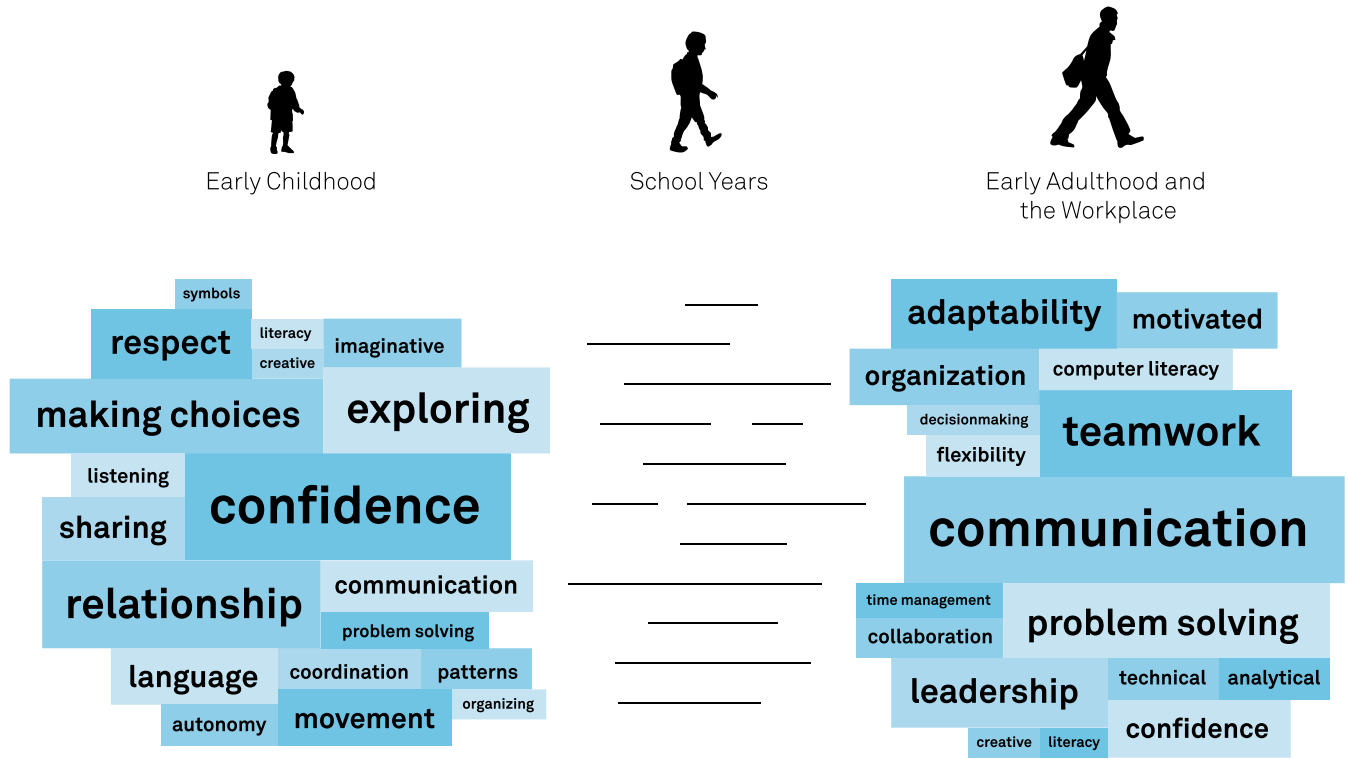 Early Childhood
School Years
Early Adulthood and
the Workplace
symbols
respect
literacy
creative
imaginative
making choices
exploring
listening
sharing
confidence
relationship
communication
problem solving
language
coordination
patterns
autonomy
movement
organizing
adaptability
motivated
organization
computer literacy
decisionmaking
flexibility
teamwork
communication
time management
collaboration
problem solving
leadership
technical
analytical
confidence
creative
literacy